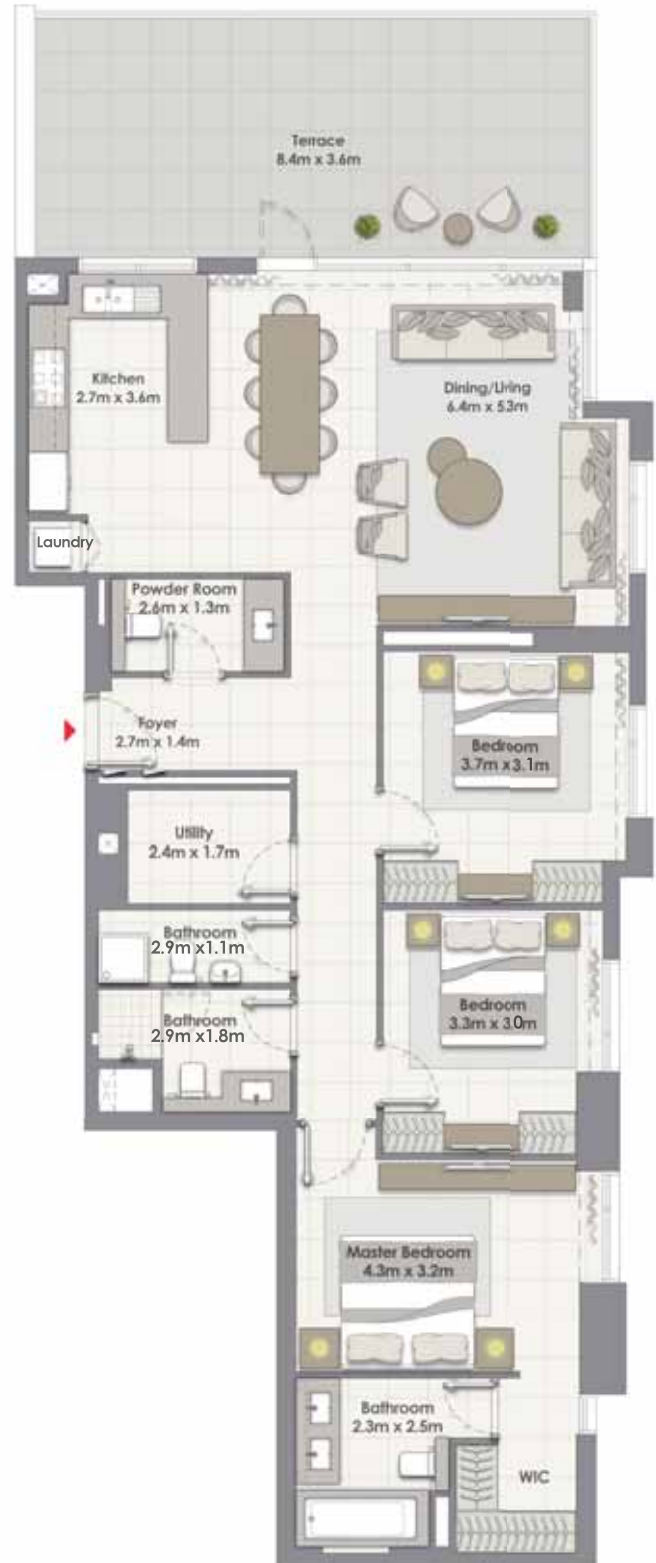 Terrace
8.4m x 3.6m
Kitchen
2.7m x 3.6m
Dining/Living
6.4m x 53m
Laundry
Powder Room
2.6m x 1.3m
Foyer
2.7m x 1.4m
Bedroom
3.7m x3.1m
Utility
2.4m x 1.7m
Bathroom
2.9m x1.1m
Bedroom
3.3m x 3.0m
Bathroom
2.9m x1.8m
Master Bedroom
4.3m x 3.2m
Bathroom
2.3m x 2.5m
WIC